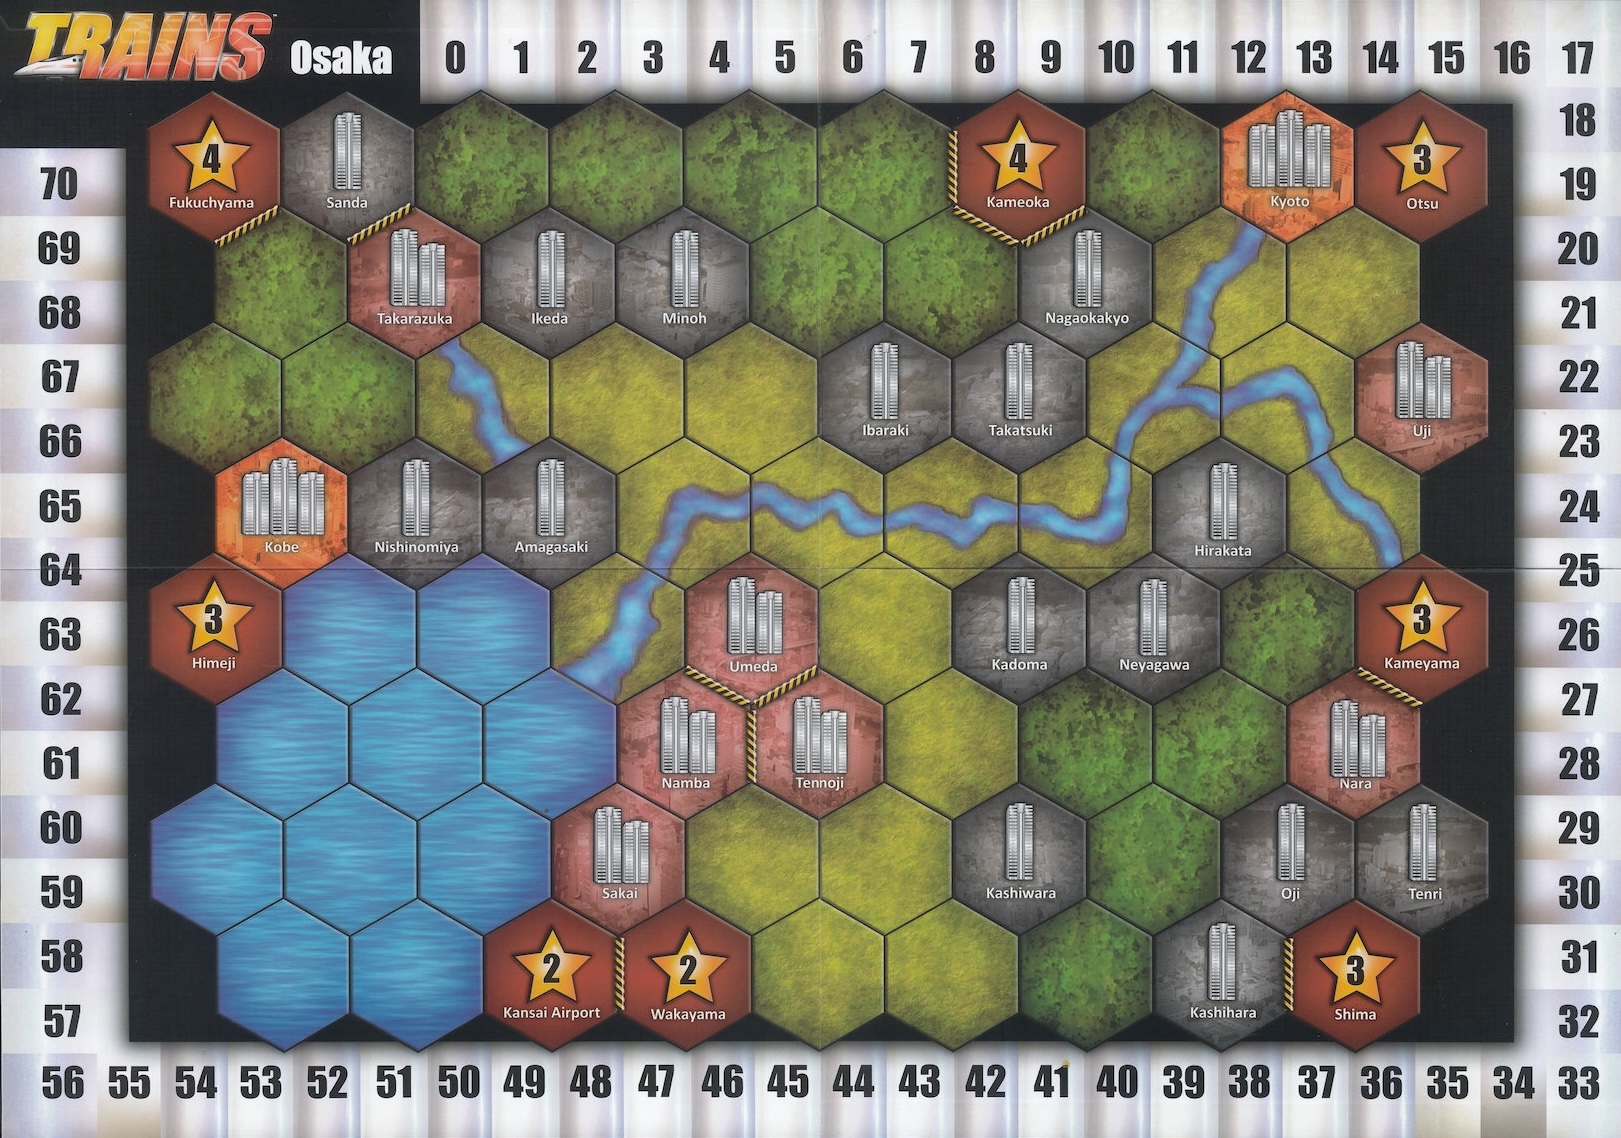 TRAINS Osaka 0 1 2 3 4 5 6 7 8 9 10 11 12 13 14 15 16 17
18
4 4 3
70 19
Fukuchyama Sanda Kameoka Kyoto Otsu
69 20
68 21
Takarazuka Ikeda Minoh Nagaokakyo
67 22
66 23
Ibaraki Takatsuki Uji
65 24
Kobe Nishinomiya Amagasaki Hirakata
64 25
3 3
63 26
Himeji Umeda Kadoma Neyagawa Kameyama
62 27
61 28
Namba Tennoji Nara
60 29
59 30
Sakai Kashiwara Oji Tenri
58 31
2 2 3
Kansai Airport Wakayama Kashihara Shima
57 32
56 55 54 53 52 51 50 49 48 47 46 45 44 43 42 41 40 39 38 37 36 35 34 33